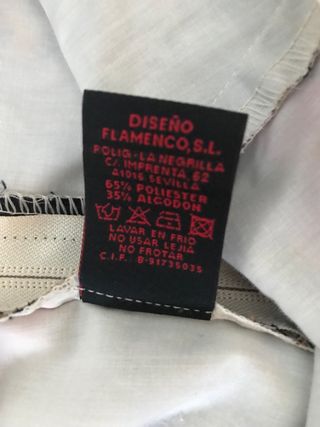 DISEÑO
FLAMENCO, S.L.
POLIG-LA NEGRILLA
C/. IMPRENTA, 62
41016 SEVILLA
65% POLIESTER
35% ALGODON
LAVAR EN FRIO
NO USAR LEJIA
NO FROTAR
C.I.F.: B-91735035